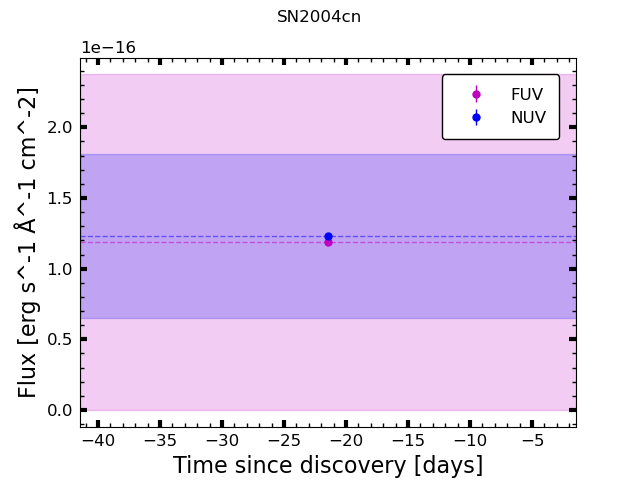 SN2004cn
1e−16
FUV
NUV
2.0
1.5
1.0
0.5
0.0
Flux [erg s^-1 Å^-1 cm^-2]
−40 −35 −30 −25 −20 −15 −10 −5
Time since discovery [days]